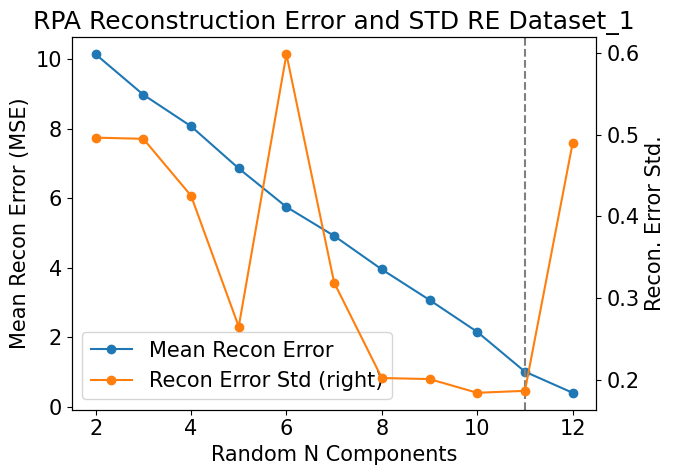 RPA Reconstruction Error and STD RE Dataset_1
Mean Recon Error (MSE)
10
8
6
4
2
0
0.6
0.5
0.4
0.3
0.2
Recon. Error Std.
Mean Recon Error
Recon Error Std (right)
2 4 6 8 10 12
Random N Components